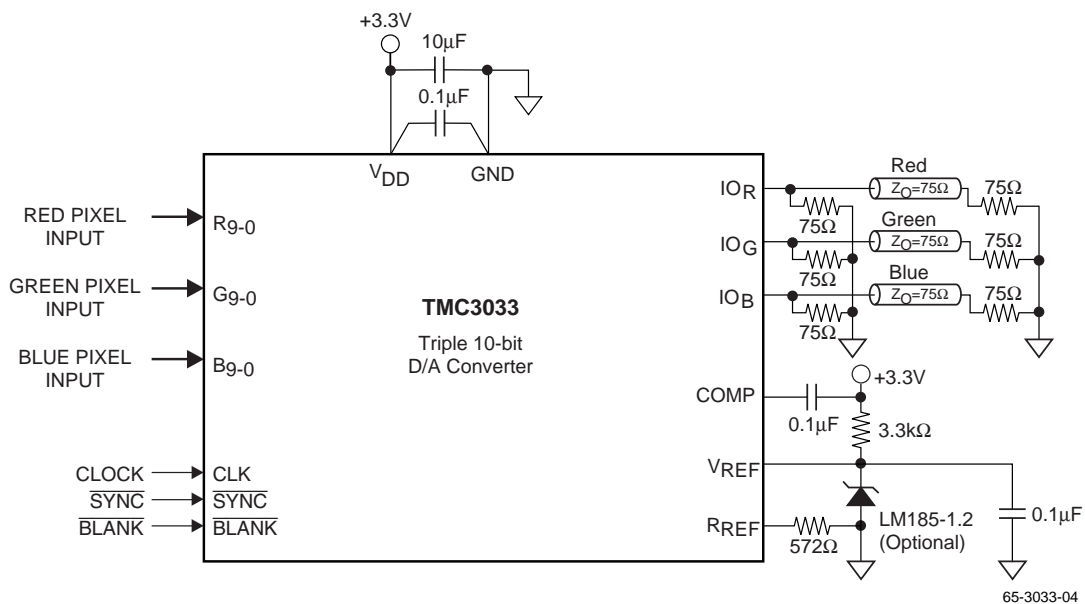 +3.3V
10µF
0.1µF
VDD
GND
RED PIXEL
INPUT
R9-0
GREEN PIXEL
INPUT
G9-0
BLUE PIXEL
INPUT
B9-0
CLOCK
CLK
SYNC
SYNC
BLANK
BLANK
TMC3033
Triple 10-bit
D/A Converter
IOR
75Ω
Red
ZO=75Ω
75Ω
IOG
75Ω
Green
ZO=75Ω
75Ω
IOB
75Ω
Blue
ZO=75Ω
75Ω
COMP
0.1µF
+3.3V
3.3kΩ
VREF
LM185-1.2
(Optional)
0.1µF
RREF
572Ω
65-3033-04